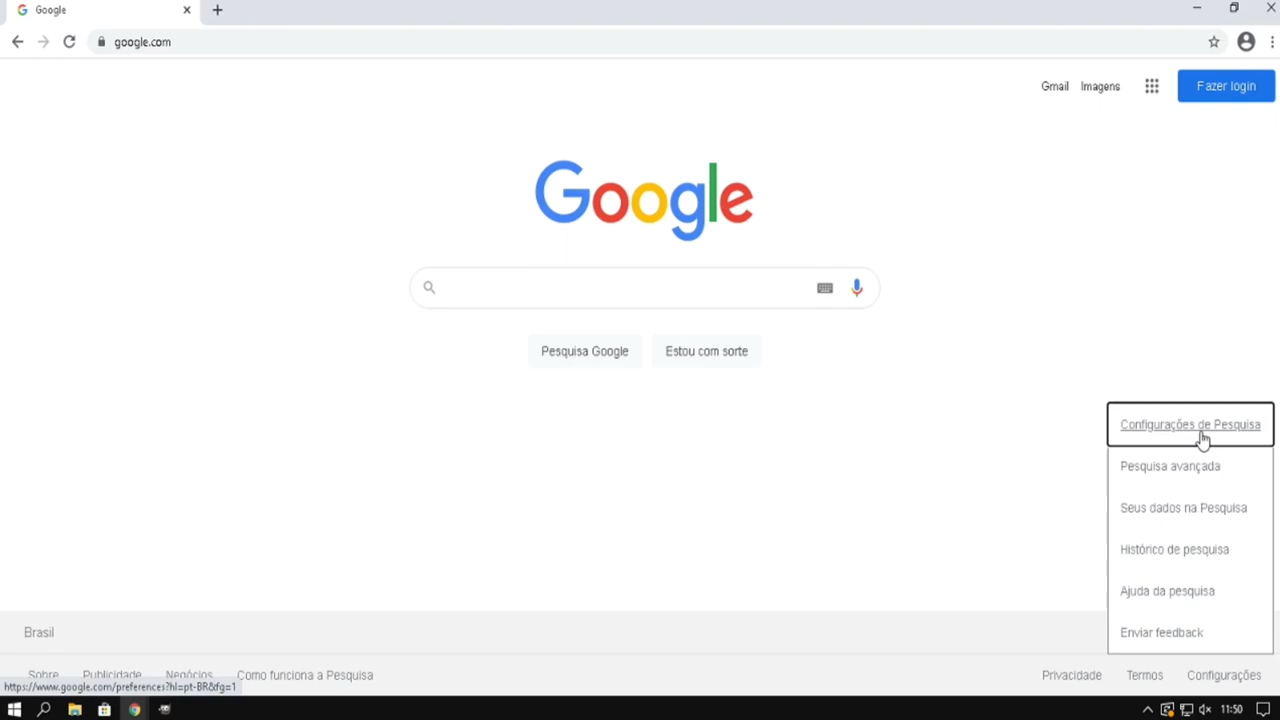 Google
google.com
Gmail Imagens Fazer login
Google
Pesquisa Google Estou com sorte
Configurações de Pesquisa
Pesquisa avançada
Seus dados na Pesquisa
Histórico de pesquisa
Ajuda da pesquisa
Enviar feedback
Brasil
Sobre Publicidade Negócios Como funciona a Pesquisa Privacidade Termos Configurações
https://www.google.com/preferences?hl=pt-BR&fg=1
11:50